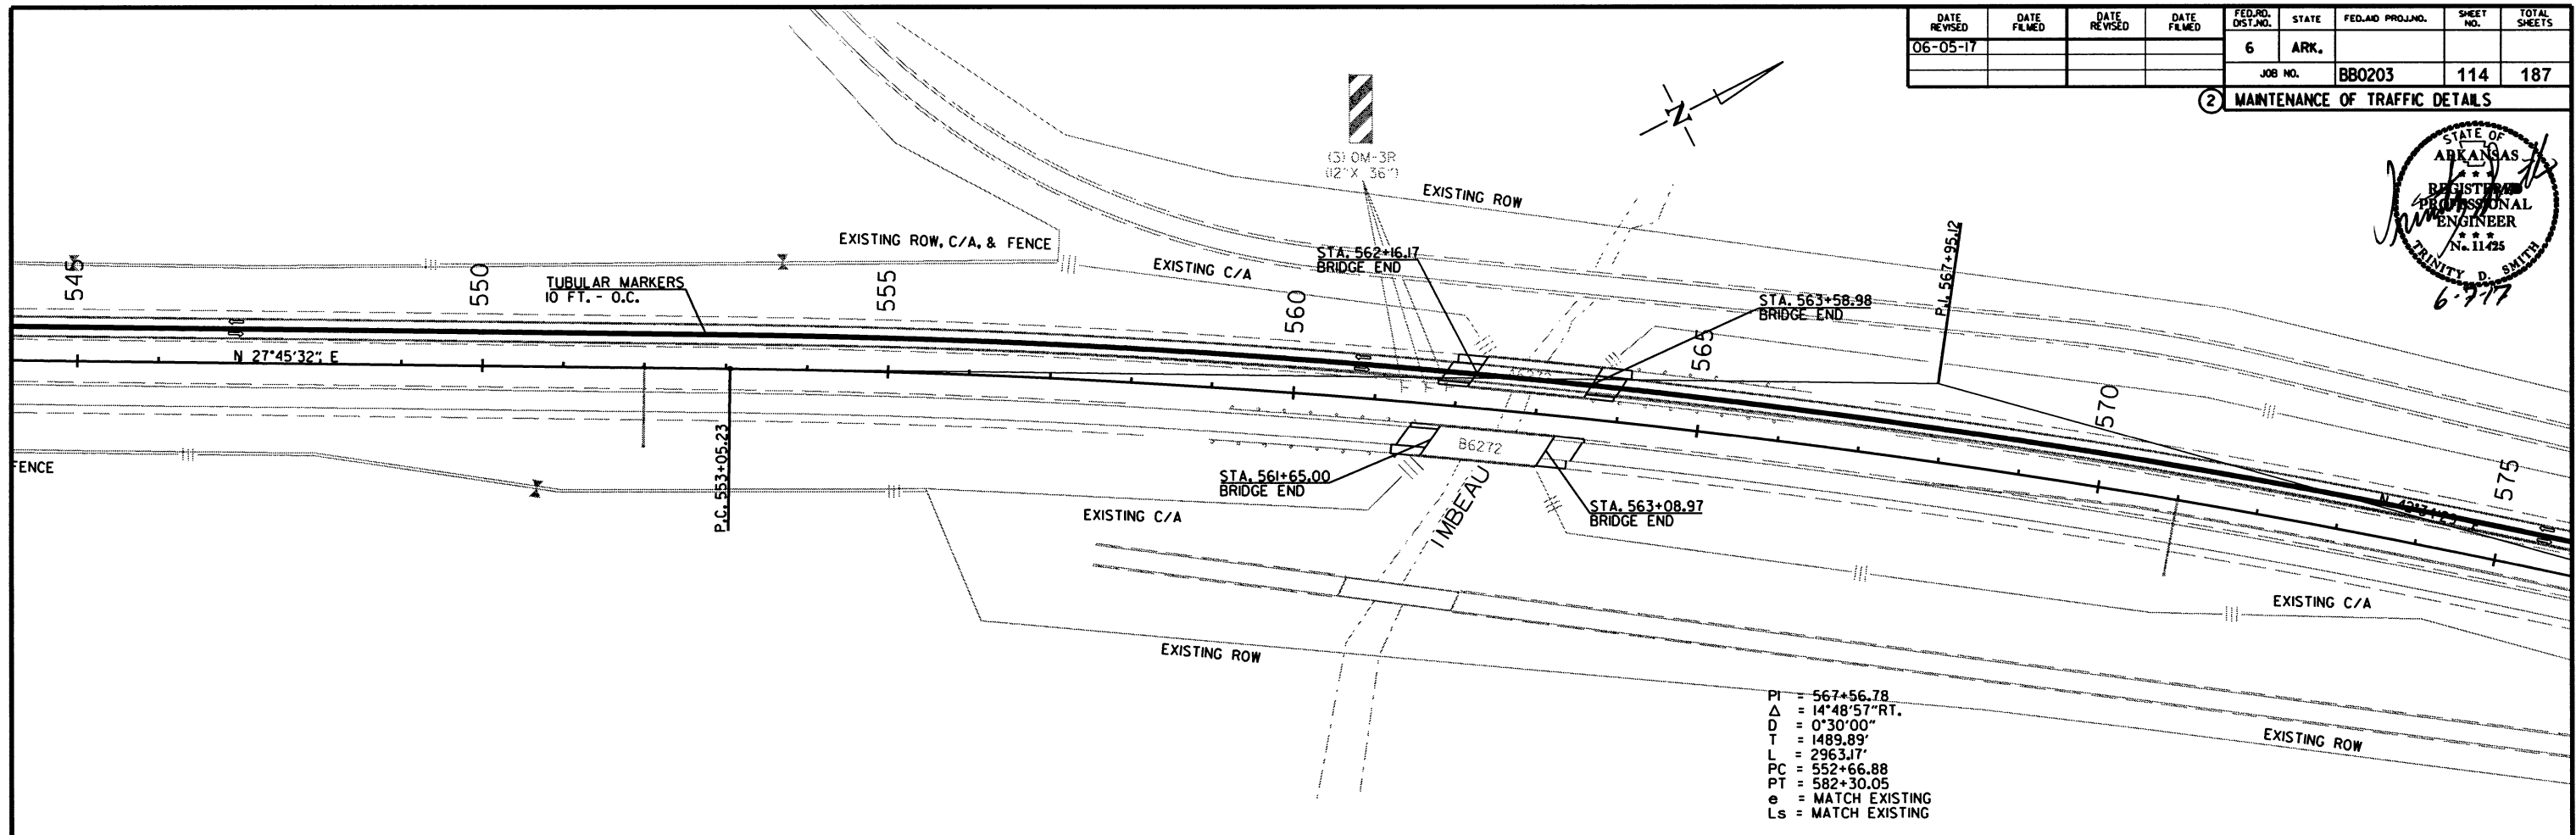 DATE REVISED DATE FILMED DATE REVISED DATE FILMED FED.RD. DIST.NO. STATE FED.AID PROJ.NO. SHEET NO. TOTAL SHEETS
06-05-17 6 ARK.
JOB NO. BB0203 114 187
2 MAINTENANCE OF TRAFFIC DETAILS
STATE OF
ARKANSAS
REGISTERED
PROFESSIONAL
ENGINEER
No. 11425
TRINITY D. SMITH
6-7-17
N
(3) OM-3R
(12"X 36")
EXISTING ROW
EXISTING ROW, C/A, & FENCE
EXISTING C/A
STA. 562+16.17
BRIDGE END
P.I. 567+95.12
545
550
555
560
565
570
575
TUBULAR MARKERS
10 FT. - O.C.
STA. 563+58.98
BRIDGE END
N 27°45'32" E
P.C. 553+05.23
FENCE
B6272
STA. 561+65.00
BRIDGE END
STA. 563+08.97
BRIDGE END
IMBEAU
EXISTING C/A
EXISTING C/A
EXISTING ROW
EXISTING ROW
PI = 567+56.78
Δ = 14°48'57"RT.
D = 0°30'00"
T = 1489.89'
L = 2963.17'
PC = 552+66.88
PT = 582+30.05
e = MATCH EXISTING
Ls = MATCH EXISTING